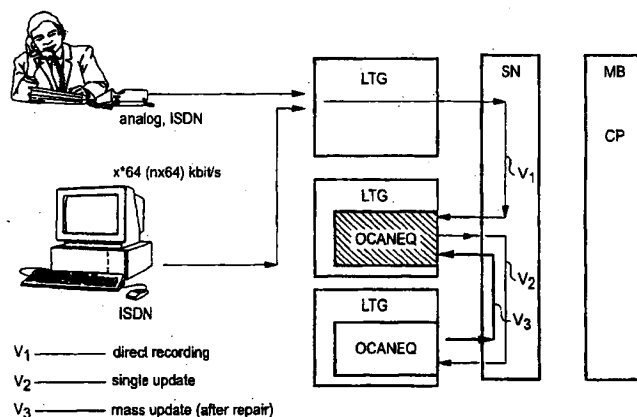 LTG
SN
MB
CP
analog, ISDN
x*64 (nx64) kbit/s
V1
LTG
OCANEQ
V2
ISDN
LTG
V3
OCANEQ
V1 direct recording
V2 single update
V3 mass update (after repair)